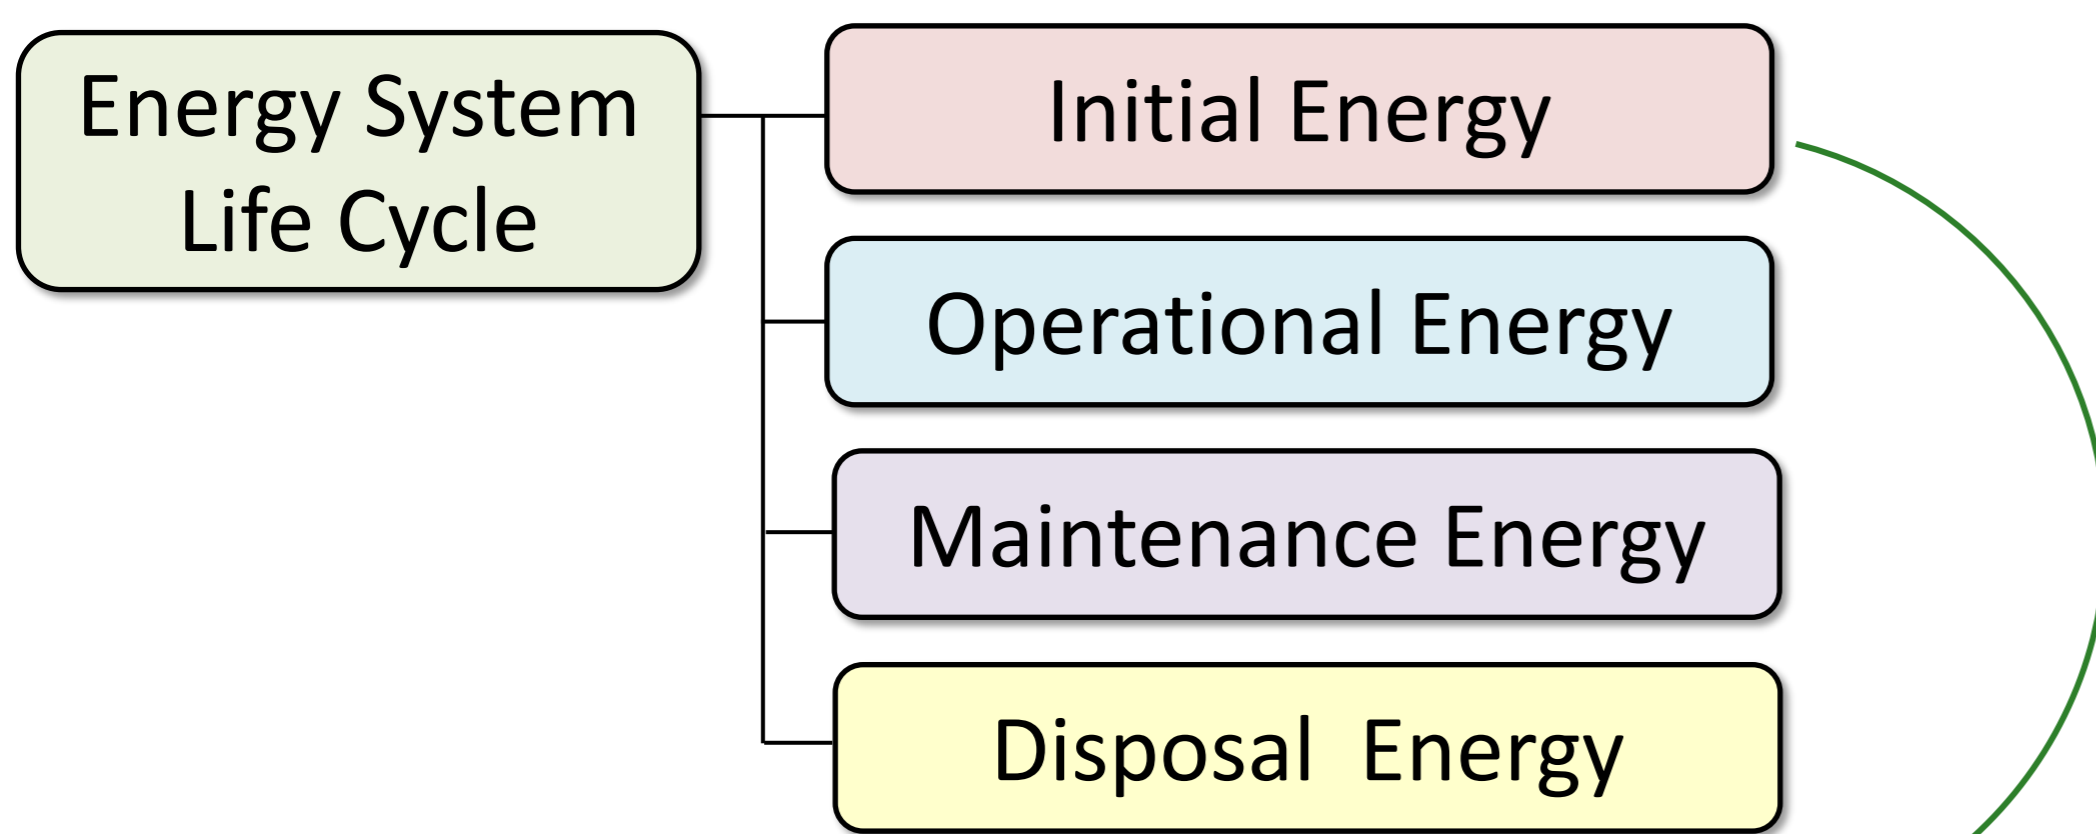 Energy System
Life Cycle
Initial Energy
Operational Energy
Maintenance Energy
Disposal  Energy